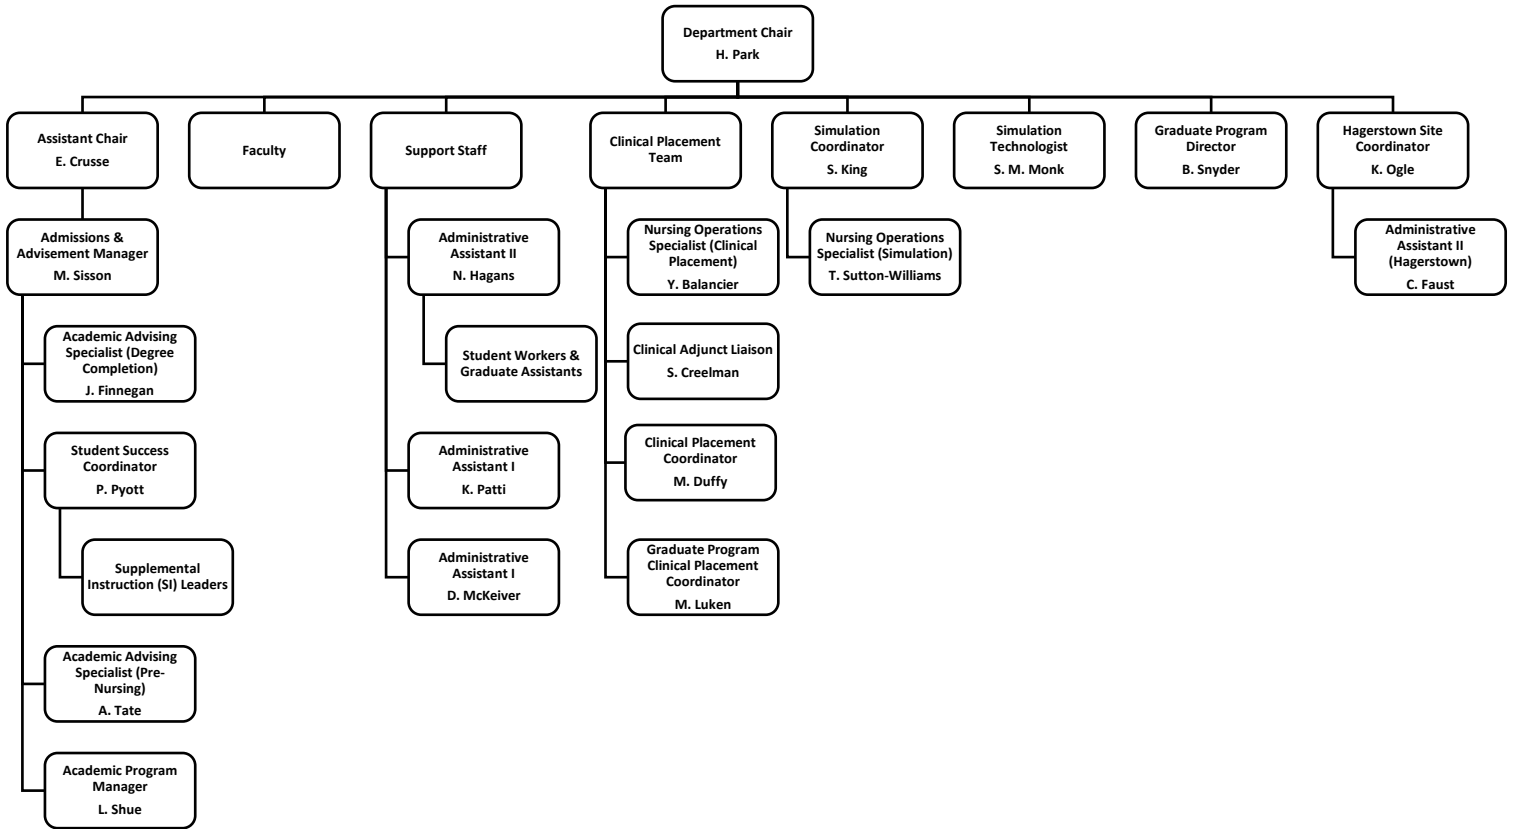 Department Chair
H. Park
Assistant Chair
E. Crusse
Faculty
Support Staff
Clinical Placement
Team
Simulation
Coordinator
S. King
Simulation
Technologist
S. M. Monk
Graduate Program
Director
B. Snyder
Hagerstown Site
Coordinator
K. Ogle
Admissions &
Advisement Manager
M. Sisson
Academic Advising
Specialist (Degree
Completion)
J. Finnegan
Student Success
Coordinator
P. Pyott
Supplemental
Instruction (SI) Leaders
Academic Advising
Specialist (Pre-
Nursing)
A. Tate
Academic Program
Manager
L. Shue
Administrative
Assistant II
N. Hagans
Student Workers &
Graduate Assistants
Administrative
Assistant I
K. Patti
Administrative
Assistant I
D. McKeiver
Nursing Operations
Specialist (Clinical
Placement)
Y. Balancier
Clinical Adjunct Liaison
S. Creelman
Clinical Placement
Coordinator
M. Duffy
Graduate Program
Clinical Placement
Coordinator
M. Luken
Nursing Operations
Specialist (Simulation)
T. Sutton-Williams
Administrative
Assistant II
(Hagerstown)
C. Faust